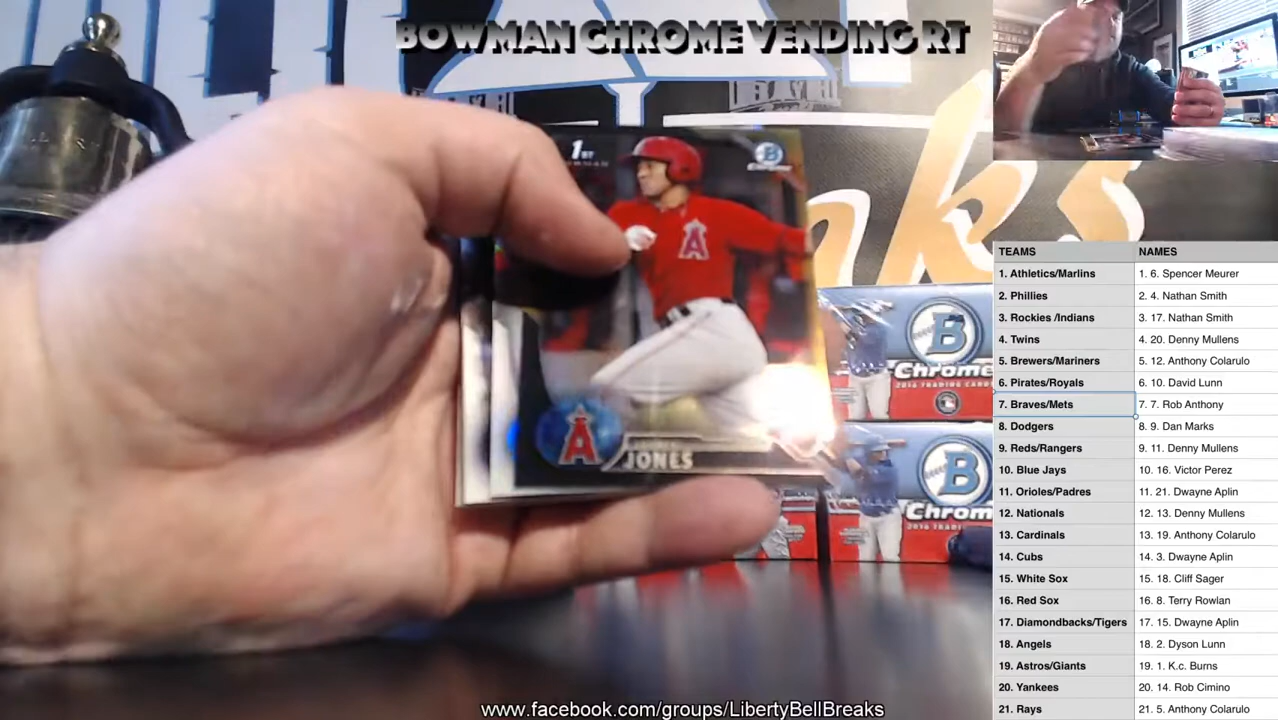 BOWMAN CHROME VENDING RT
1ST
BOWMAN
A
JONES
B
Chrome
2016 TRADING CARDS
B
Chrome
TEAMS NAMES
1. Athletics/Marlins 1. 6. Spencer Meurer
2. Phillies 2. 4. Nathan Smith
3. Rockies /Indians 3. 17. Nathan Smith
4. Twins 4. 20. Denny Mullens
5. Brewers/Mariners 5. 12. Anthony Colarulo
6. Pirates/Royals 6. 10. David Lunn
7. Braves/Mets 7. 7. Rob Anthony
8. Dodgers 8. 9. Dan Marks
9. Reds/Rangers 9. 11. Denny Mullens
10. Blue Jays 10. 16. Victor Perez
11. Orioles/Padres 11. 21. Dwayne Aplin
12. Nationals 12. 13. Denny Mullens
13. Cardinals 13. 19. Anthony Colarulo
14. Cubs 14. 3. Dwayne Aplin
15. White Sox 15. 18. Cliff Sager
16. Red Sox 16. 8. Terry Rowlan
17. Diamondbacks/Tigers 17. 15. Dwayne Aplin
18. Angels 18. 2. Dyson Lunn
19. Astros/Giants 19. 1. K.c. Burns
20. Yankees 20. 14. Rob Cimino
21. Rays 21. 5. Anthony Colarulo
www.facebook.com/groups/LibertyBellBreaks